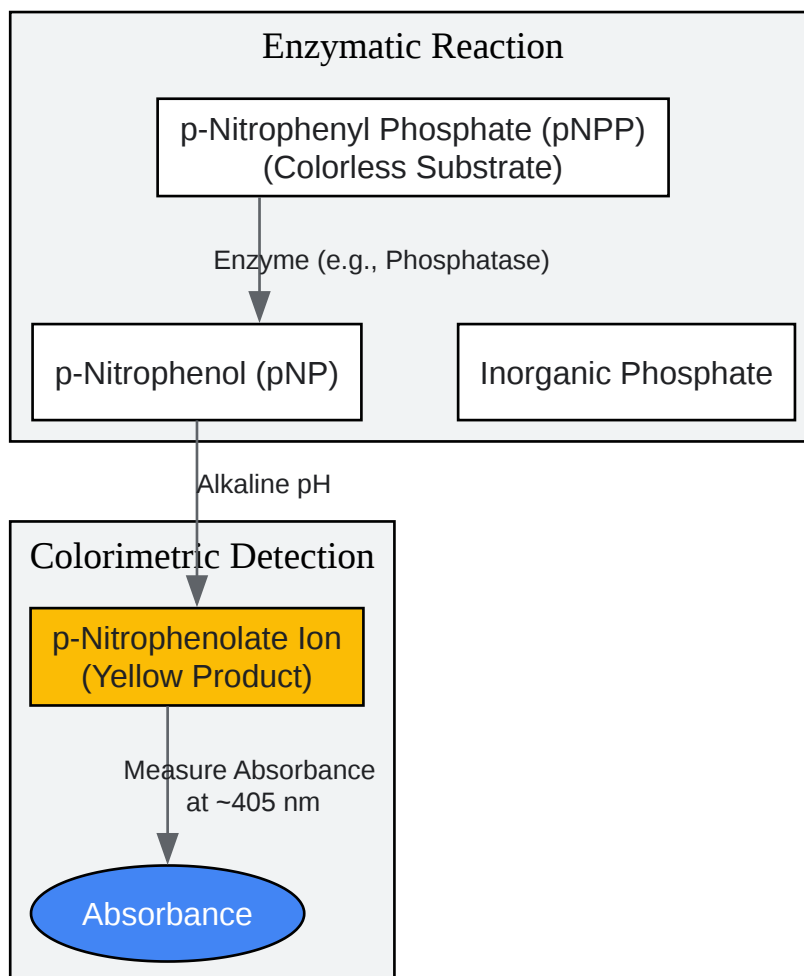 Enzymatic Reaction
p-Nitrophenyl Phosphate (pNPP)
(Colorless Substrate)
Enzyme (e.g., Phosphatase)
p-Nitrophenol (pNP)
Inorganic Phosphate
Alkaline pH
Colorimetric Detection
p-Nitrophenolate Ion
(Yellow Product)
Measure Absorbance
at ~405 nm
Absorbance